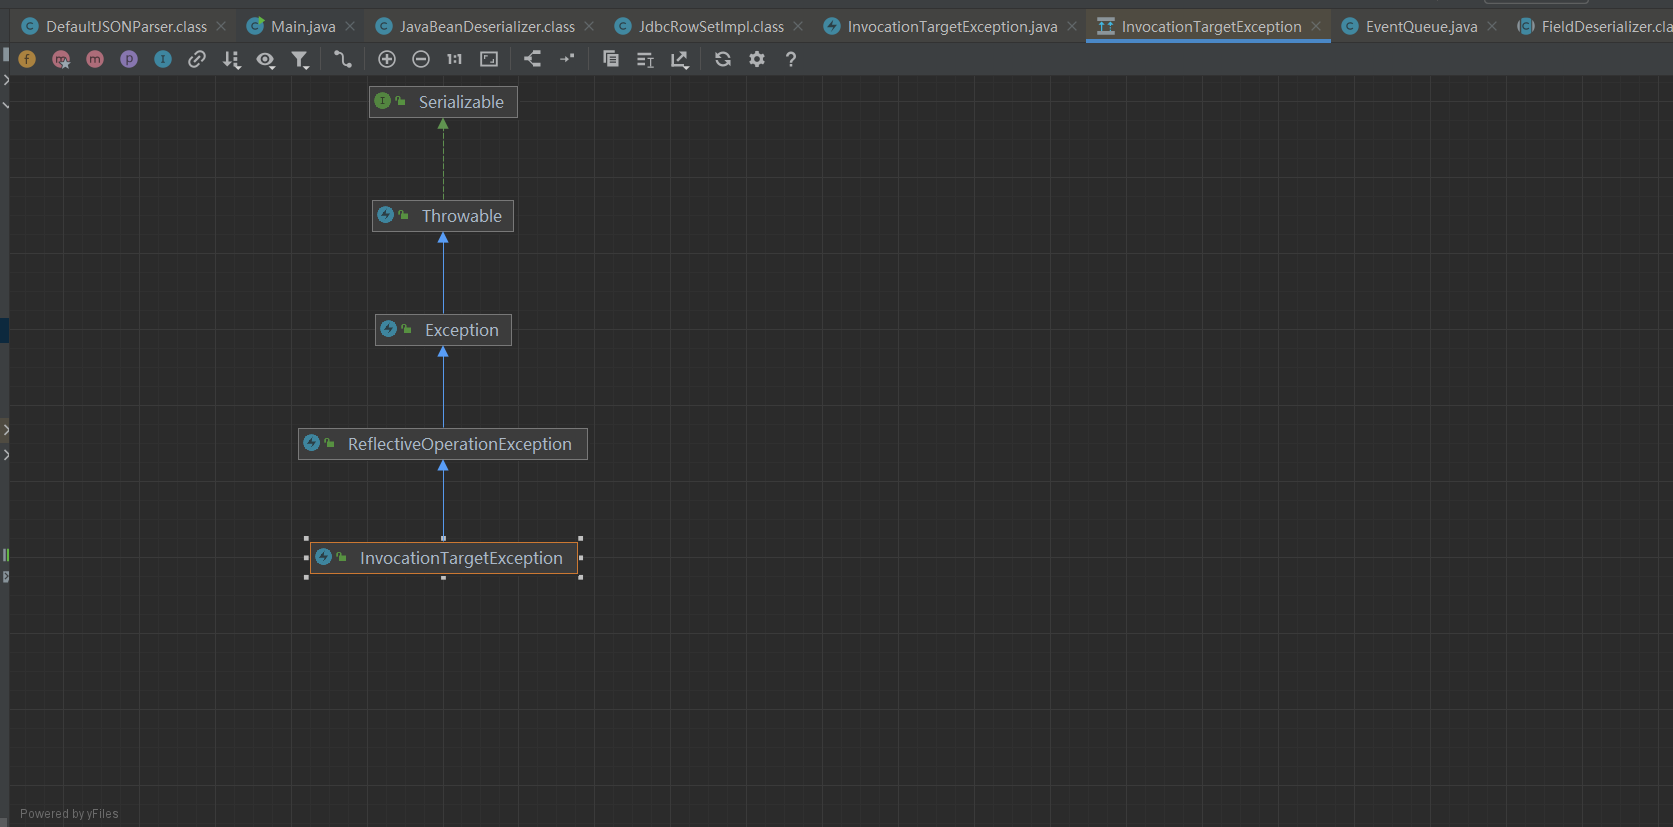 DefaultJSONParser.class Main.java JavaBeanDeserializer.class JdbcRowSetImpl.class InvocationTargetException.java InvocationTargetException EventQueue.java FieldDeserializer.cla
f m m p I 1:1 ?
I Serializable
Throwable
Exception
ReflectiveOperationException
InvocationTargetException
Powered by yFiles